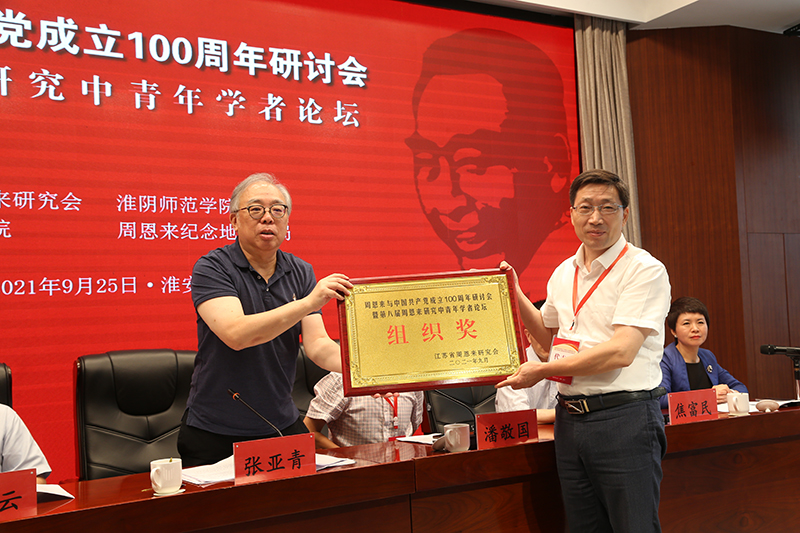 党成立100周年研讨会
研究中青年学者论坛
来研究会
淮阴师范学院
院
周恩来纪念地
局
2021年9月25日·淮安
周恩来与中国共产党成立100周年研讨会
暨第八届周恩来研究中青年学者论坛
组织奖
江苏省周恩来研究会
二〇二一年九月
云
张亚青
潘敬国
焦富民